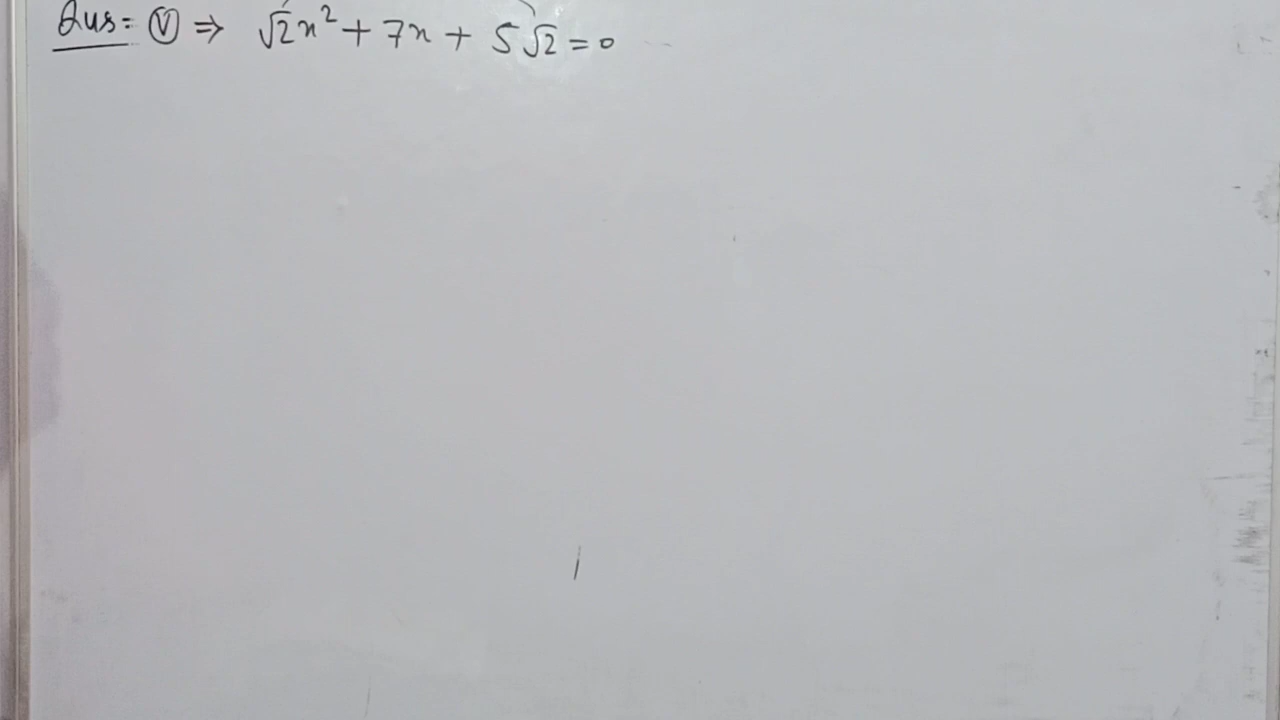 Qus:- (V) ⇒ √2x² + 7x + 5√2 = 0